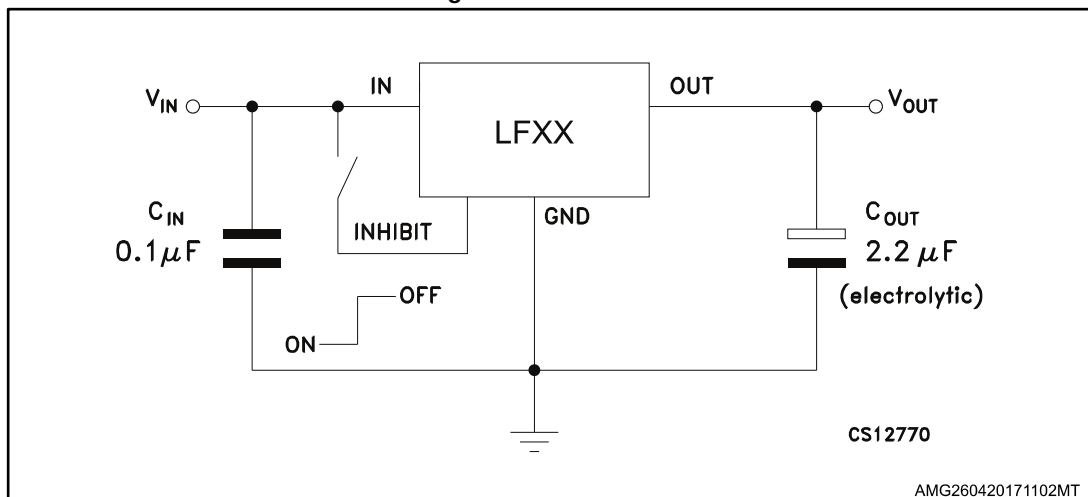 V_IN
IN
OUT
V_OUT
LFXX
C_IN
0.1μF
INHIBIT
GND
C_OUT
2.2 μF
(electrolytic)
OFF
ON
CS12770
AMG260420171102MT